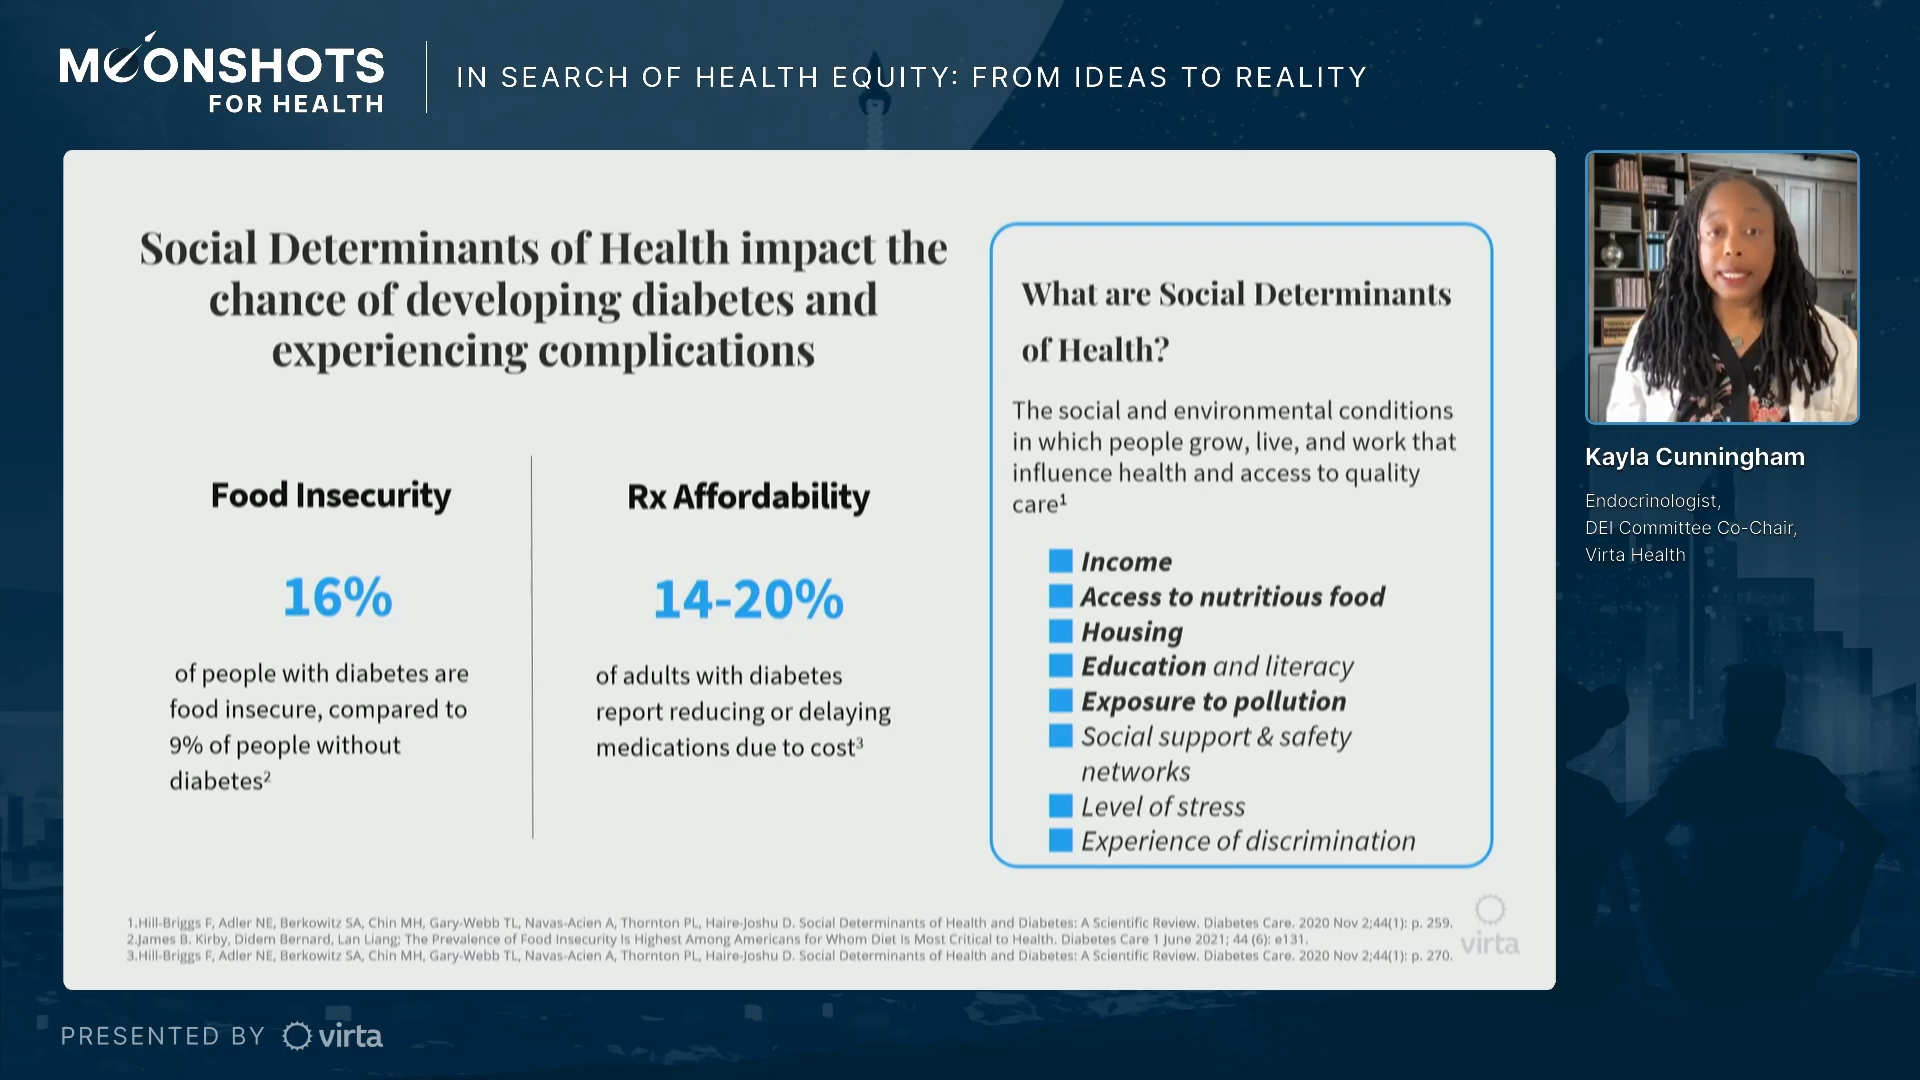 MOONSHOTS
FOR HEALTH
IN SEARCH OF HEALTH EQUITY: FROM IDEAS TO REALITY
Social Determinants of Health impact the
chance of developing diabetes and
experiencing complications
Food Insecurity
16%
of people with diabetes are
food insecure, compared to
9% of people without
diabetes²
Rx Affordability
14-20%
of adults with diabetes
report reducing or delaying
medications due to cost³
What are Social Determinants
of Health?
The social and environmental conditions
in which people grow, live, and work that
influence health and access to quality
care¹
Income
Access to nutritious food
Housing
Education and literacy
Exposure to pollution
Social support & safety
networks
Level of stress
Experience of discrimination
1.Hill-Briggs F, Adler NE, Berkowitz SA, Chin MH, Gary-Webb TL, Navas-Acien A, Thornton PL, Haire-Joshu D. Social Determinants of Health and Diabetes: A Scientific Review. Diabetes Care. 2020 Nov 2;44(1): p. 259.
2.James B. Kirby, Didem Bernard, Lan Liang; The Prevalence of Food Insecurity Is Highest Among Americans for Whom Diet Is Most Critical to Health. Diabetes Care 1 June 2021; 44 (6): e131.
3.Hill-Briggs F, Adler NE, Berkowitz SA, Chin MH, Gary-Webb TL, Navas-Acien A, Thornton PL, Haire-Joshu D. Social Determinants of Health and Diabetes: A Scientific Review. Diabetes Care. 2020 Nov 2;44(1): p. 270.
virta
Kayla Cunningham
Endocrinologist,
DEI Committee Co-Chair,
Virta Health
PRESENTED BY virta